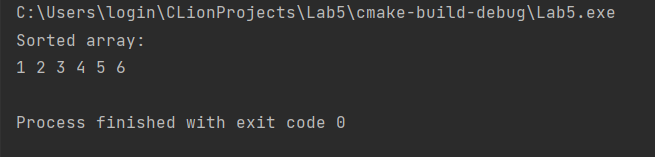 C:\Users\login\CLionProjects\Lab5\cmake-build-debug\Lab5.exe
Sorted array:
1 2 3 4 5 6
Process finished with exit code 0